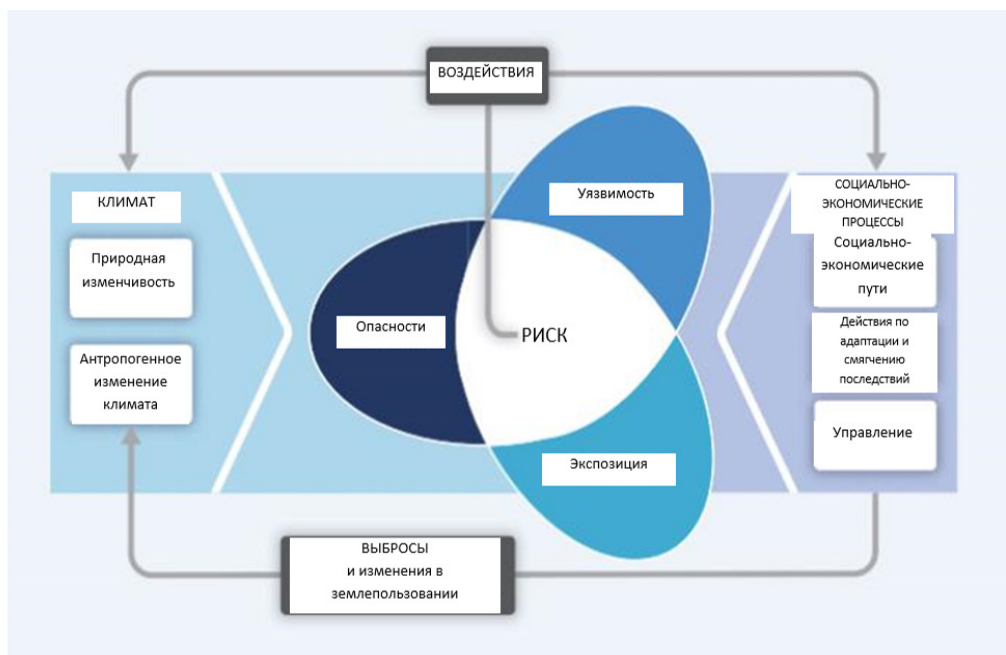 ВОЗДЕЙСТВИЯ
КЛИМАТ
Природная
изменчивость
Антропогенное
изменение
климата
Опасности
Уязвимость
РИСК
Экспозиция
СОЦИАЛЬНО-
ЭКОНОМИЧЕСКИЕ
ПРОЦЕССЫ
Социально-
экономические
пути
Действия по
адаптации и
смягчению
последствий
Управление
ВЫБРОСЫ
и изменения в
землепользовании